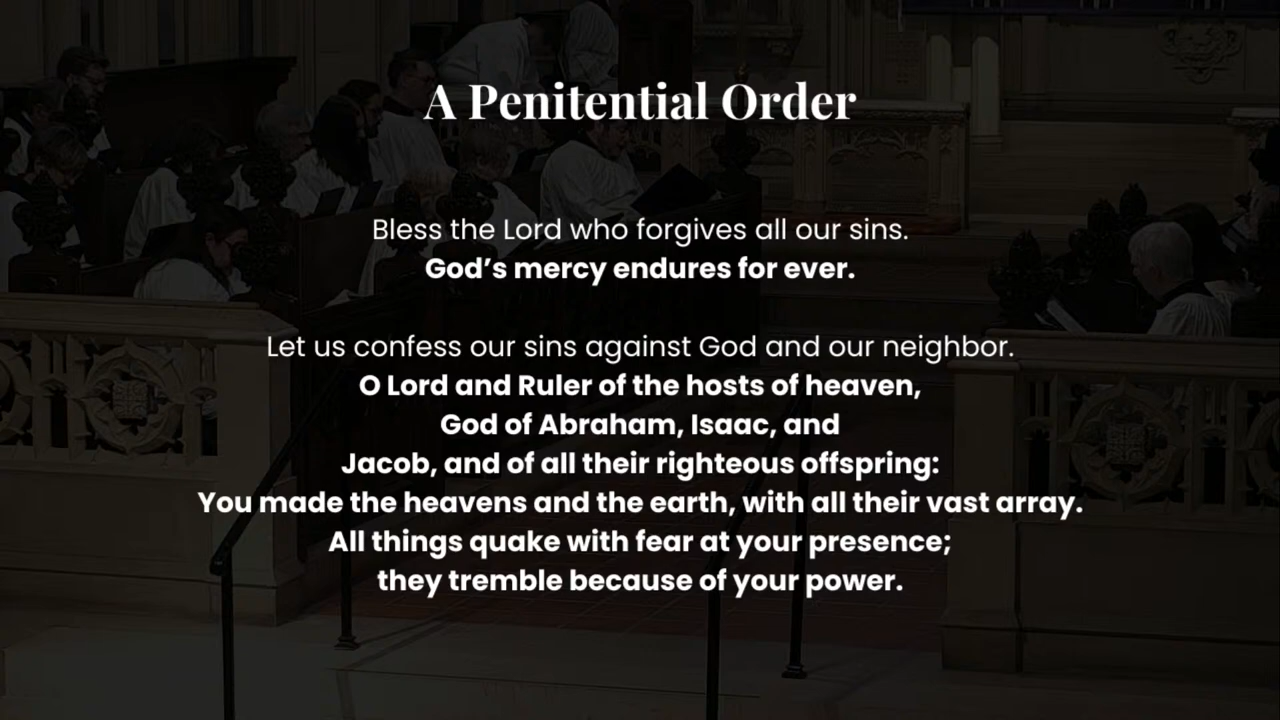 A Penitential Order
Bless the Lord who forgives all our sins.
God’s mercy endures for ever.
Let us confess our sins against God and our neighbor.
O Lord and Ruler of the hosts of heaven,
God of Abraham, Isaac, and
Jacob, and of all their righteous offspring:
You made the heavens and the earth, with all their vast array.
All things quake with fear at your presence;
they tremble because of your power.